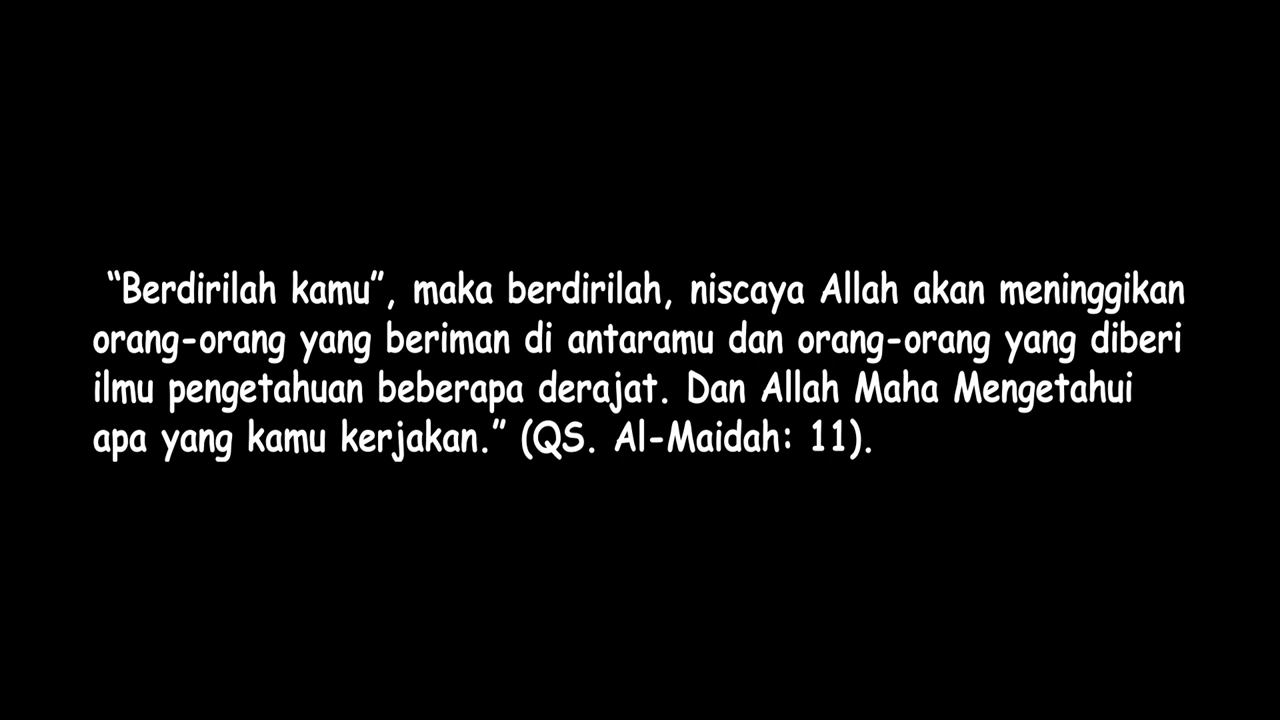 “Berdirilah kamu”, maka berdirilah, niscaya Allah akan meninggikan
orang-orang yang beriman di antaramu dan orang-orang yang diberi
ilmu pengetahuan beberapa derajat. Dan Allah Maha Mengetahui
apa yang kamu kerjakan.” (QS. Al-Maidah: 11).